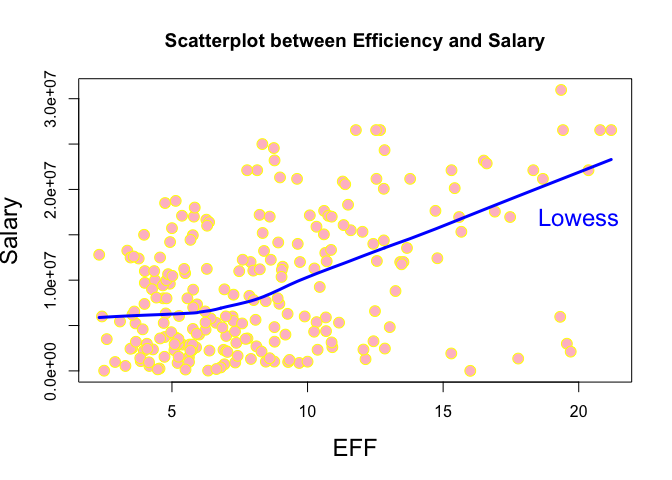 Scatterplot between Efficiency and Salary
3.0e+07
2.0e+07
1.0e+07
0.0e+00
Salary
Lowess
5 10 15 20
EFF